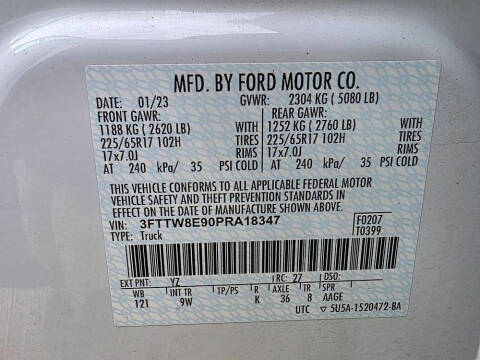 MFD. BY FORD MOTOR CO.
DATE: 01/23 GVWR: 2304 KG ( 5080 LB)
FRONT GAWR: REAR GAWR:
1188 KG ( 2620 LB) WITH 1252 KG ( 2760 LB) WITH
225/65R17 102H TIRES 225/65R17 102H TIRES
17x7.0J RIMS 17x7.0J RIMS
AT 240 kPa/ 35 PSI COLD AT 240 kPa/ 35 PSI COLD
THIS VEHICLE CONFORMS TO ALL APPLICABLE FEDERAL MOTOR
VEHICLE SAFETY AND THEFT PREVENTION STANDARDS IN
EFFECT ON THE DATE OF MANUFACTURE SHOWN ABOVE.
VIN: 3FTTW8E90PRA18347 F0207
TYPE: Truck T0399
EXT PNT: YZ RC: 27 DSO:
WB INT TR TP/PS R AXLE TR SPR
121 9W K 36 8 AAGE
UTC ▽5U5A-1520472-BA